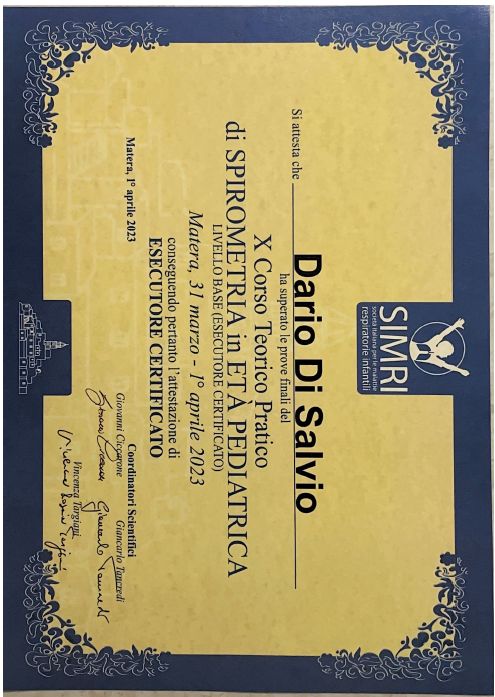 SIMRI
società italiana per le malattie
respiratorie infantili
Si attesta che Dario Di Salvio
ha superato le prove finali del
X Corso Teorico Pratico
di SPIROMETRIA in ETÀ PEDIATRICA
LIVELLO BASE (ESECUTORE CERTIFICATO)
Matera, 31 marzo - 1° aprile 2023
conseguendo pertanto l'attestazione di
ESECUTORE CERTIFICATO
Matera, 1° aprile 2023
Coordinatori Scientifici
Giovanni Ciccarone Giancarlo Tancredi
Vincenza Targiani